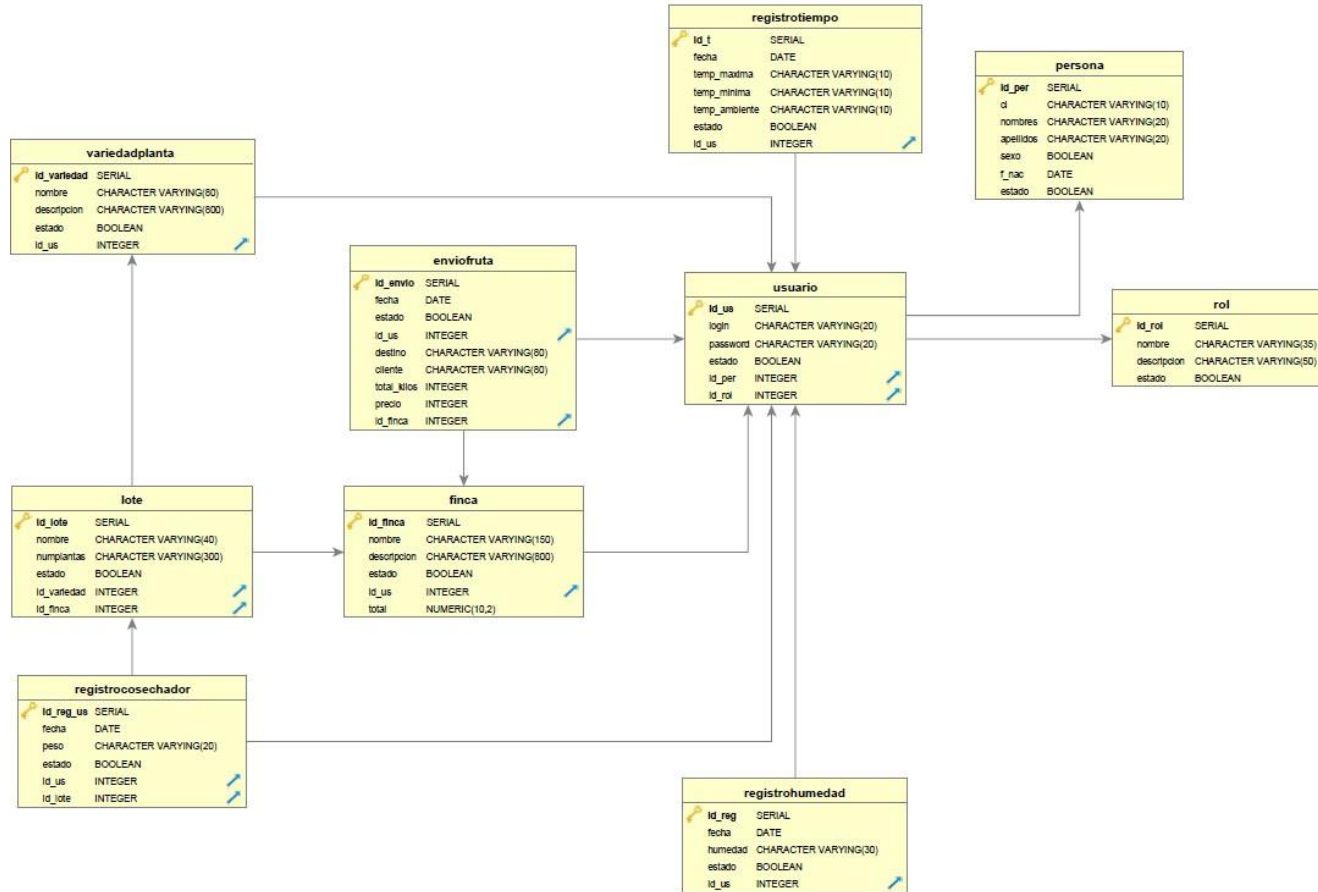 registrotiempo
id_t SERIAL
fecha DATE
temp_maxima CHARACTER VARYING(10)
temp_minima CHARACTER VARYING(10)
temp_ambiente CHARACTER VARYING(10)
estado BOOLEAN
id_us INTEGER
persona
id_per SERIAL
ci CHARACTER VARYING(10)
nombres CHARACTER VARYING(20)
apellidos CHARACTER VARYING(20)
sexo BOOLEAN
f_nac DATE
estado BOOLEAN
variedadplanta
id_variedad SERIAL
nombre CHARACTER VARYING(80)
descripcion CHARACTER VARYING(800)
estado BOOLEAN
id_us INTEGER
enviofruta
id_envio SERIAL
fecha DATE
estado BOOLEAN
id_us INTEGER
destino CHARACTER VARYING(80)
cliente CHARACTER VARYING(80)
total_kilos INTEGER
precio INTEGER
id_finca INTEGER
usuario
id_us SERIAL
login CHARACTER VARYING(20)
password CHARACTER VARYING(20)
estado BOOLEAN
id_per INTEGER
id_rol INTEGER
rol
id_rol SERIAL
nombre CHARACTER VARYING(35)
descripcion CHARACTER VARYING(50)
estado BOOLEAN
lote
id_lote SERIAL
nombre CHARACTER VARYING(40)
numplantas CHARACTER VARYING(300)
estado BOOLEAN
id_variedad INTEGER
id_finca INTEGER
finca
id_finca SERIAL
nombre CHARACTER VARYING(150)
descripcion CHARACTER VARYING(800)
estado BOOLEAN
id_us INTEGER
total NUMERIC(10,2)
registrocosechador
id_reg_us SERIAL
fecha DATE
peso CHARACTER VARYING(20)
estado BOOLEAN
id_us INTEGER
id_lote INTEGER
registrohumedad
id_reg SERIAL
fecha DATE
humedad CHARACTER VARYING(30)
estado BOOLEAN
id_us INTEGER